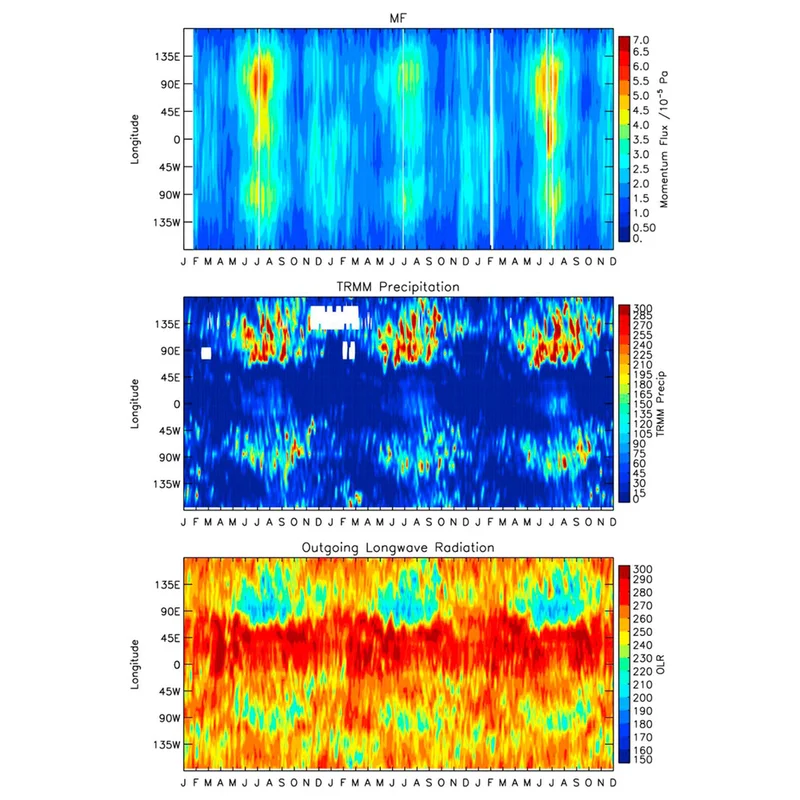 MF
Longitude
135E
90E
45E
0
45W
90W
135W
J F M A M J J A S O N D J F M A M J J A S O N D J F M A M J J A S O N D
7.0
6.5
6.0
5.5
5.0
4.5
4.0
3.5
3.0
2.5
2.0
1.5
1.0
0.50
0.
Momentum Flux /10⁻⁵ Pa
TRMM Precipitation
Longitude
135E
90E
45E
0
45W
90W
135W
J F M A M J J A S O N D J F M A M J J A S O N D J F M A M J J A S O N D
300
285
270
255
240
225
210
195
180
165
150
135
120
105
90
75
60
45
30
15
0
TRMM Precip
Outgoing Longwave Radiation
Longitude
135E
90E
45E
0
45W
90W
135W
J F M A M J J A S O N D J F M A M J J A S O N D J F M A M J J A S O N D
300
290
280
270
260
250
240
230
220
210
200
190
180
170
160
150
OLR